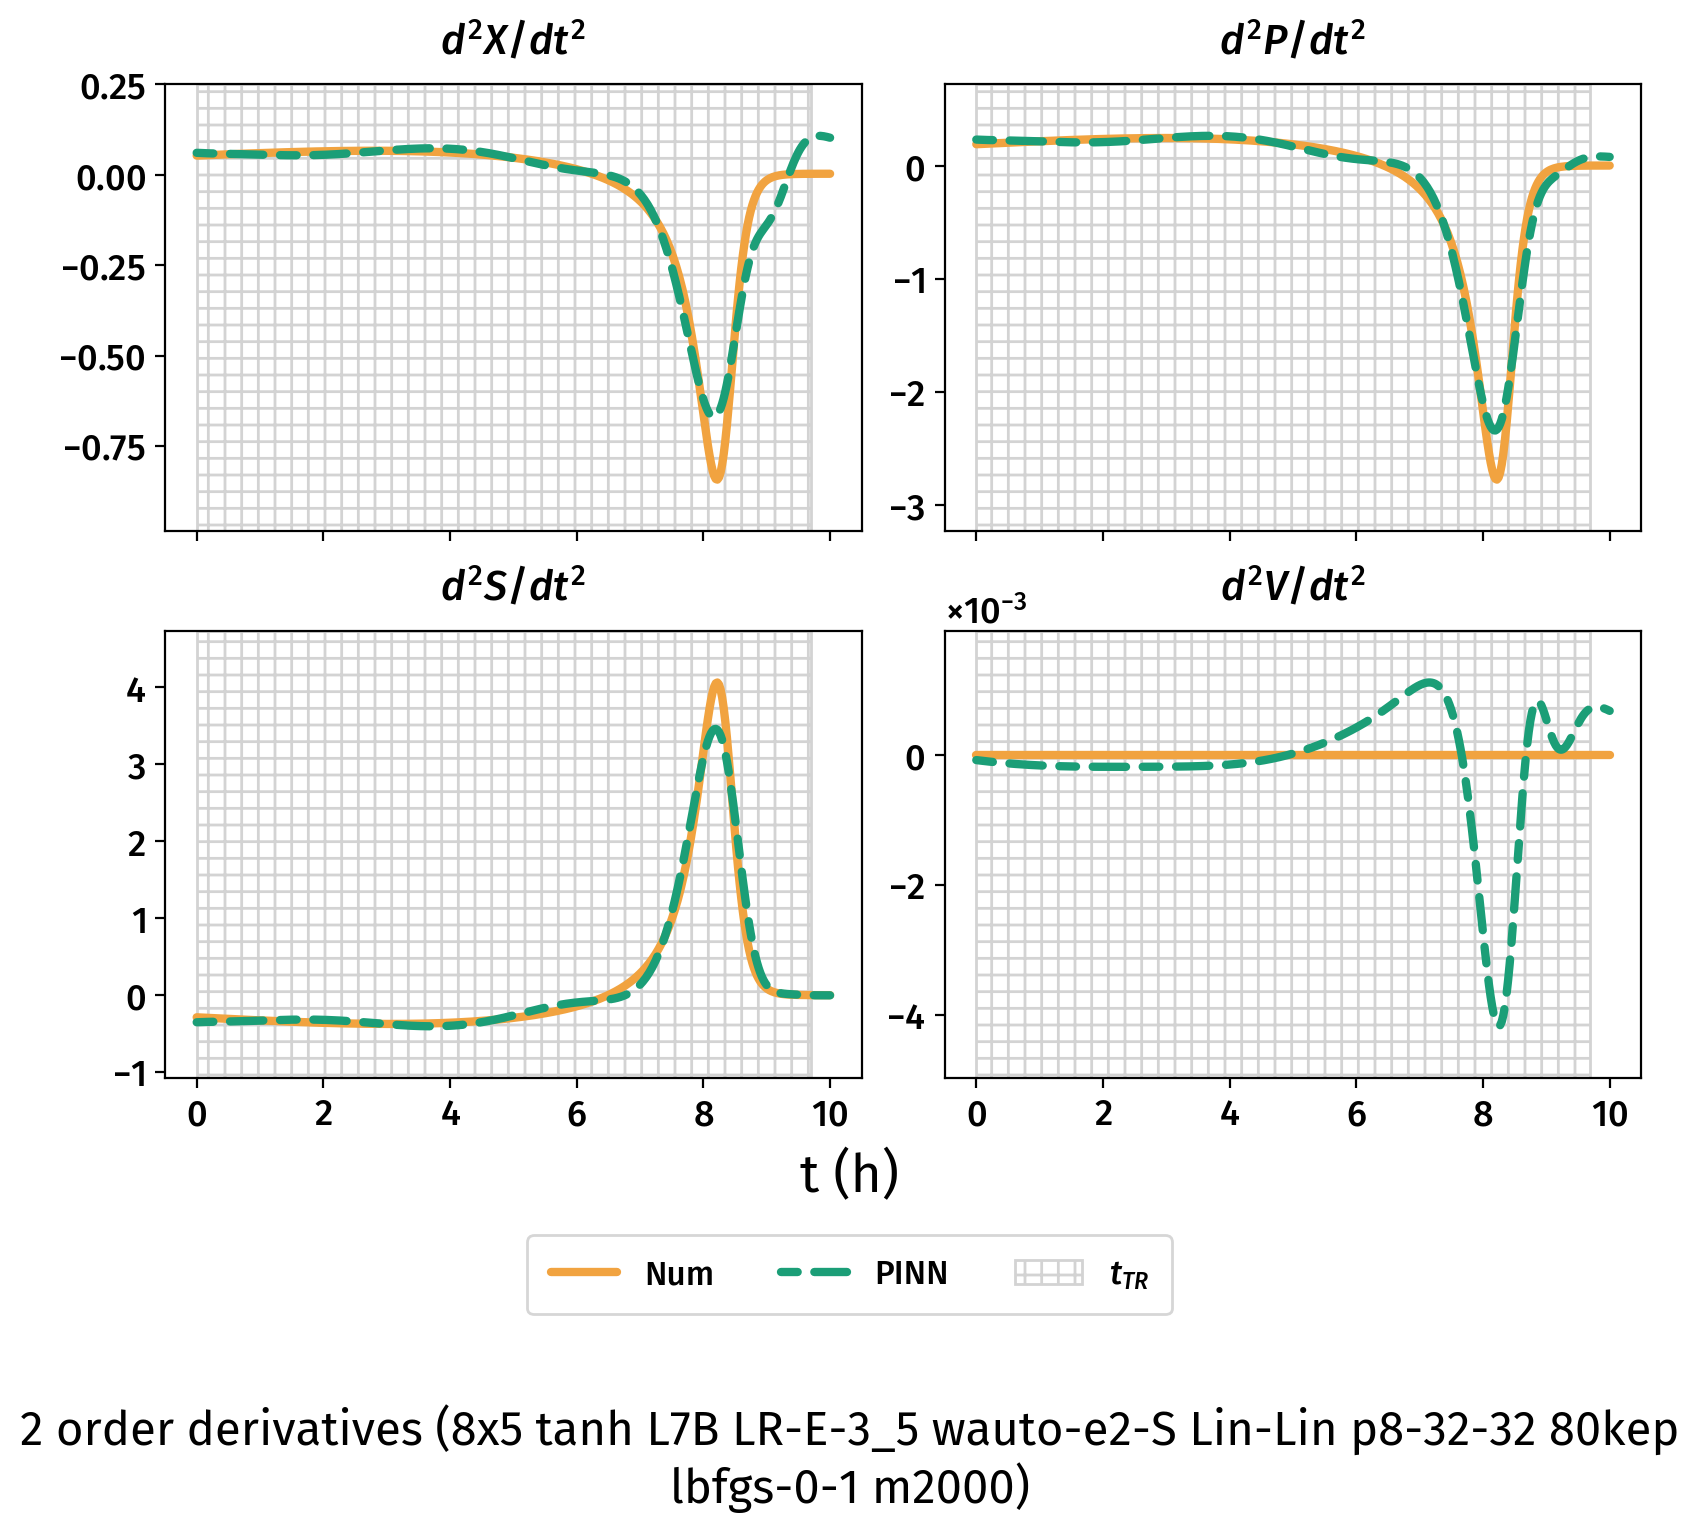 d²X/dt²
d²P/dt²
0.25
0.00
−0.25
−0.50
−0.75
0
−1
−2
−3
d²S/dt²
d²V/dt²
×10⁻³
4
3
2
1
0
−1
0
−2
−4
0 2 4 6 8 10
0 2 4 6 8 10
t (h)
Num PINN t_TR
2 order derivatives (8x5 tanh L7B LR-E-3_5 wauto-e2-S Lin-Lin p8-32-32 80kep
lbfgs-0-1 m2000)